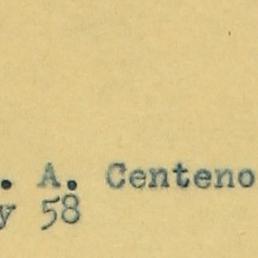 . A. Centeno
y 58